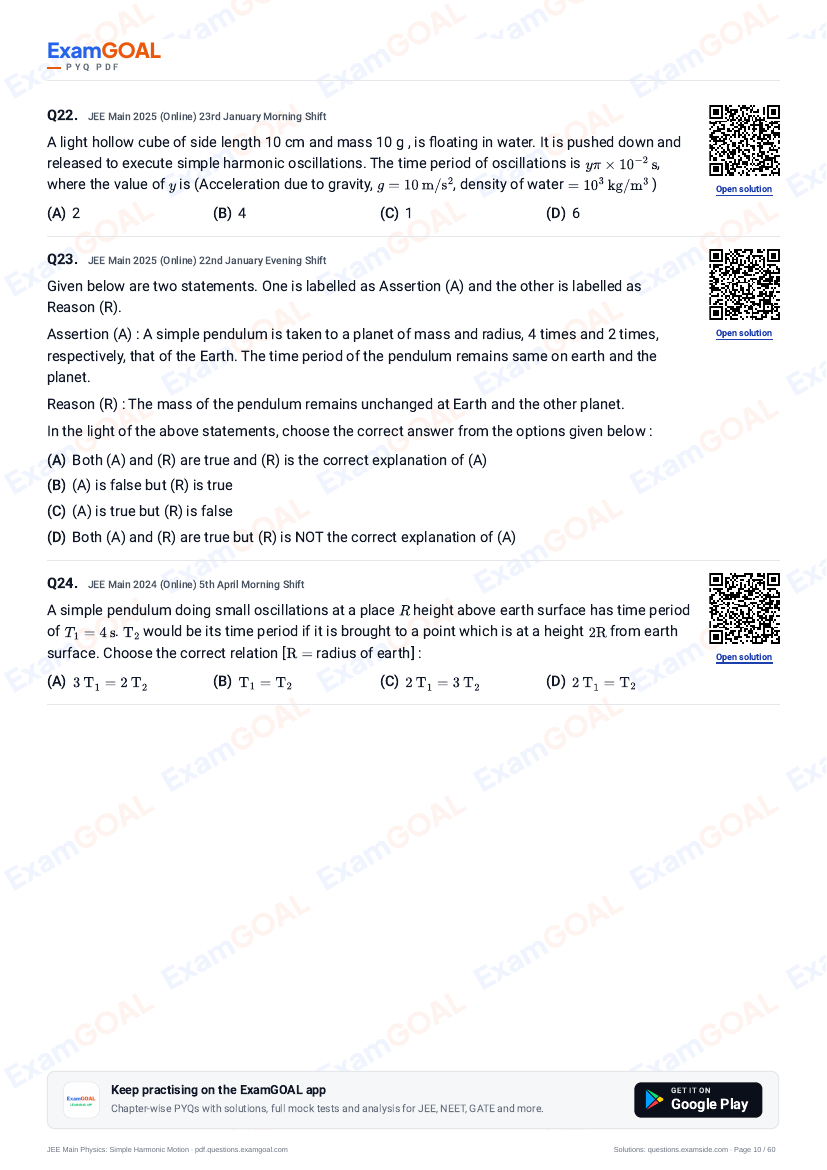 ExamGOAL
PYQ PDF
Q22. JEE Main 2025 (Online) 23rd January Morning Shift
A light hollow cube of side length 10 cm and mass 10 g , is floating in water. It is pushed down and
released to execute simple harmonic oscillations. The time period of oscillations is yπ × 10⁻² s,
where the value of y is (Acceleration due to gravity, g = 10 m/s², density of water = 10³ kg/m³ )
(A) 2 (B) 4 (C) 1 (D) 6
Open solution
Q23. JEE Main 2025 (Online) 22nd January Evening Shift
Given below are two statements. One is labelled as Assertion (A) and the other is labelled as
Reason (R).
Assertion (A) : A simple pendulum is taken to a planet of mass and radius, 4 times and 2 times,
respectively, that of the Earth. The time period of the pendulum remains same on earth and the
planet.
Reason (R) : The mass of the pendulum remains unchanged at Earth and the other planet.
In the light of the above statements, choose the correct answer from the options given below :
(A) Both (A) and (R) are true and (R) is the correct explanation of (A)
(B) (A) is false but (R) is true
(C) (A) is true but (R) is false
(D) Both (A) and (R) are true but (R) is NOT the correct explanation of (A)
Open solution
Q24. JEE Main 2024 (Online) 5th April Morning Shift
A simple pendulum doing small oscillations at a place R height above earth surface has time period
of T₁ = 4 s. T₂ would be its time period if it is brought to a point which is at a height 2R from earth
surface. Choose the correct relation [R = radius of earth] :
(A) 3 T₁ = 2 T₂ (B) T₁ = T₂ (C) 2 T₁ = 3 T₂ (D) 2 T₁ = T₂
Open solution
ExamGOAL
Keep practising on the ExamGOAL app
Chapter-wise PYQs with solutions, full mock tests and analysis for JEE, NEET, GATE and more.
GET IT ON
Google Play
JEE Main Physics: Simple Harmonic Motion · pdf.questions.examgoal.com
Solutions: questions.examside.com · Page 10 / 60